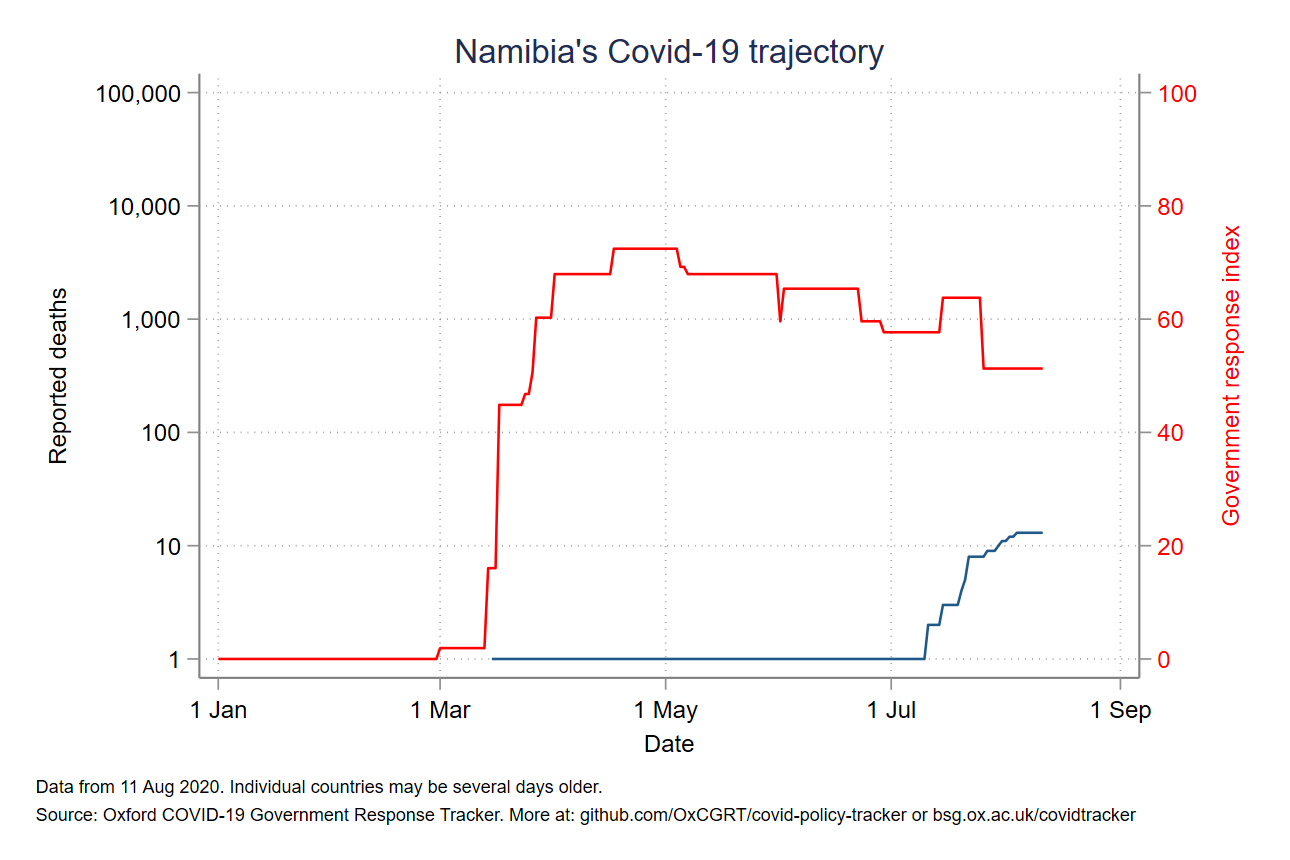 Namibia's Covid-19 trajectory
100,000
10,000
1,000
100
10
1
Reported deaths
100
80
60
40
20
0
Government response index
1 Jan
1 Mar
1 May
1 Jul
1 Sep
Date
Data from 11 Aug 2020. Individual countries may be several days older.
Source: Oxford COVID-19 Government Response Tracker. More at: github.com/OxCGRT/covid-policy-tracker or bsg.ox.ac.uk/covidtracker